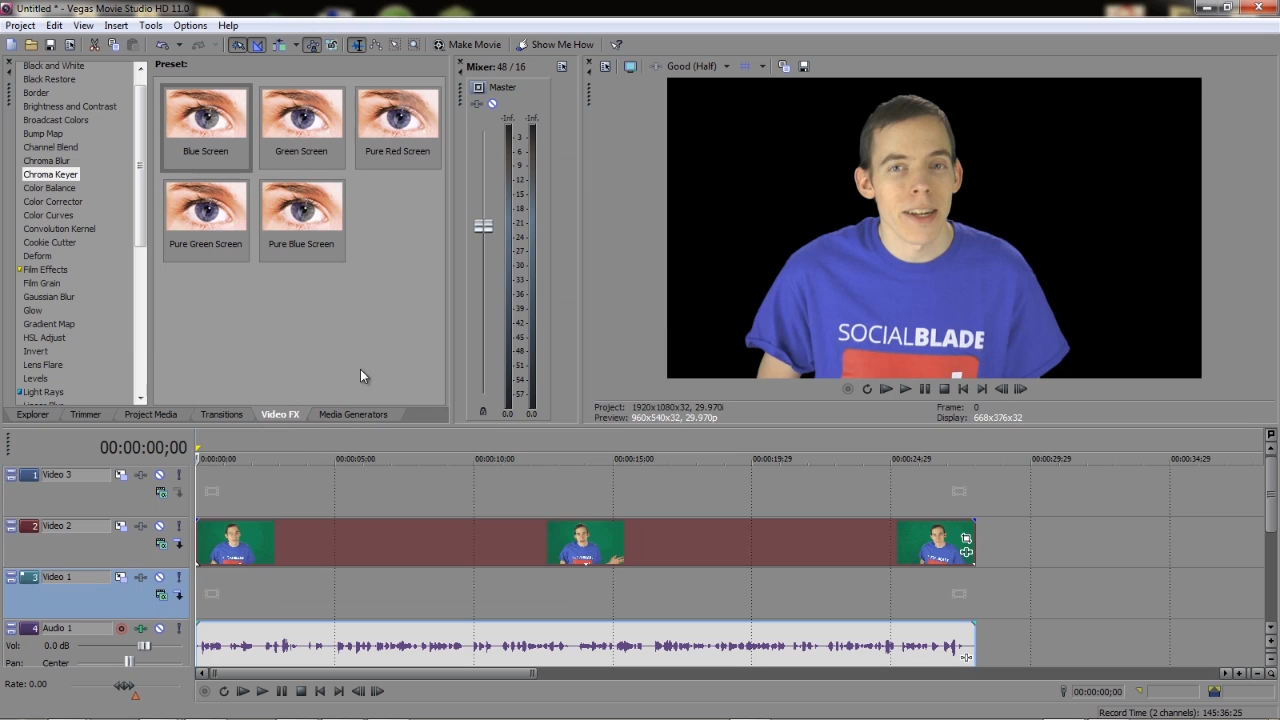 Untitled * - Vegas Movie Studio HD 11.0
Project Edit View Insert Tools Options Help
Make Movie Show Me How
Black and White
Black Restore
Border
Brightness and Contrast
Broadcast Colors
Bump Map
Channel Blend
Chroma Blur
Chroma Keyer
Color Balance
Color Corrector
Color Curves
Convolution Kernel
Cookie Cutter
Deform
Film Effects
Film Grain
Gaussian Blur
Glow
Gradient Map
HSL Adjust
Invert
Lens Flare
Levels
Light Rays
Preset:
Blue Screen Green Screen Pure Red Screen
Pure Green Screen Pure Blue Screen
Explorer Trimmer Project Media Transitions Video FX Media Generators
Mixer: 48 / 16
Master
-Inf. -Inf.
3
6
9
12
15
18
21
24
27
30
33
36
39
42
45
48
51
54
57
0.0 0.0
Good (Half)
SOCIALBLADE
Project: 1920x1080x32, 29.970i
Preview: 960x540x32, 29.970p
Frame: 0
Display: 668x376x32
00:00:00;00
00:00:00;00 00:00:05;00 00:00:10;00 00:00:15;00 00:00:19;29 00:00:24;29 00:00:29;29 00:00:34;29
1 Video 3
2 Video 2
3 Video 1
4 Audio 1
Vol: 0.0 dB
Pan: Center
Rate: 0.00
00:00:00;00
Record Time (2 channels): 145:36:25